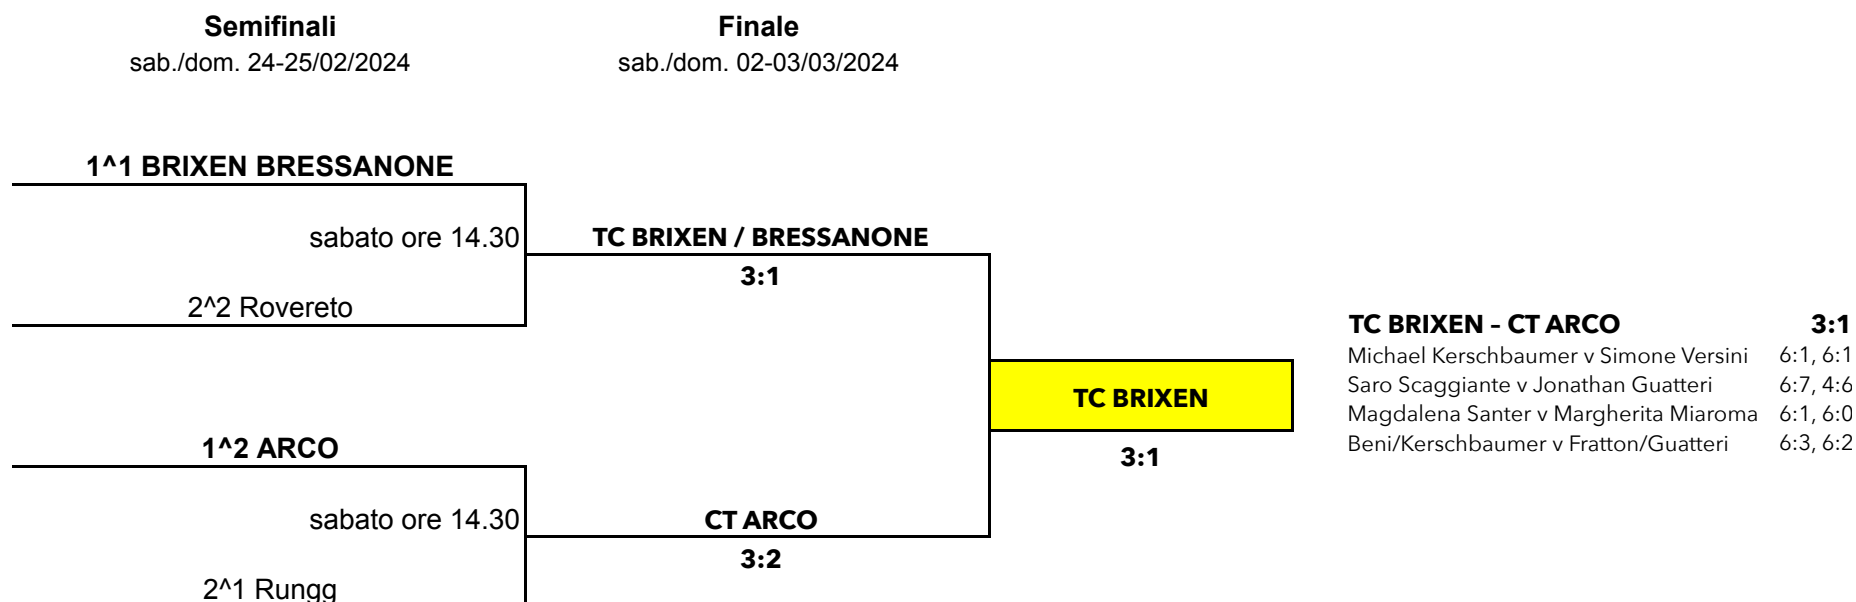 Semifinali Finale
sab./dom. 24-25/02/2024 sab./dom. 02-03/03/2024
1^1 BRIXEN BRESSANONE
sabato ore 14.30 TC BRIXEN / BRESSANONE
3:1
2^2 Rovereto
TC BRIXEN – CT ARCO 3:1
Michael Kerschbaumer v Simone Versini 6:1, 6:1
Saro Scaggiante v Jonathan Guatteri 6:7, 4:6
TC BRIXEN
Magdalena Santer v Margherita Miaroma 6:1, 6:0
Beni/Kerschbaumer v Fratton/Guatteri 6:3, 6:2
1^2 ARCO
3:1
sabato ore 14.30 CT ARCO
3:2
2^1 Rungg